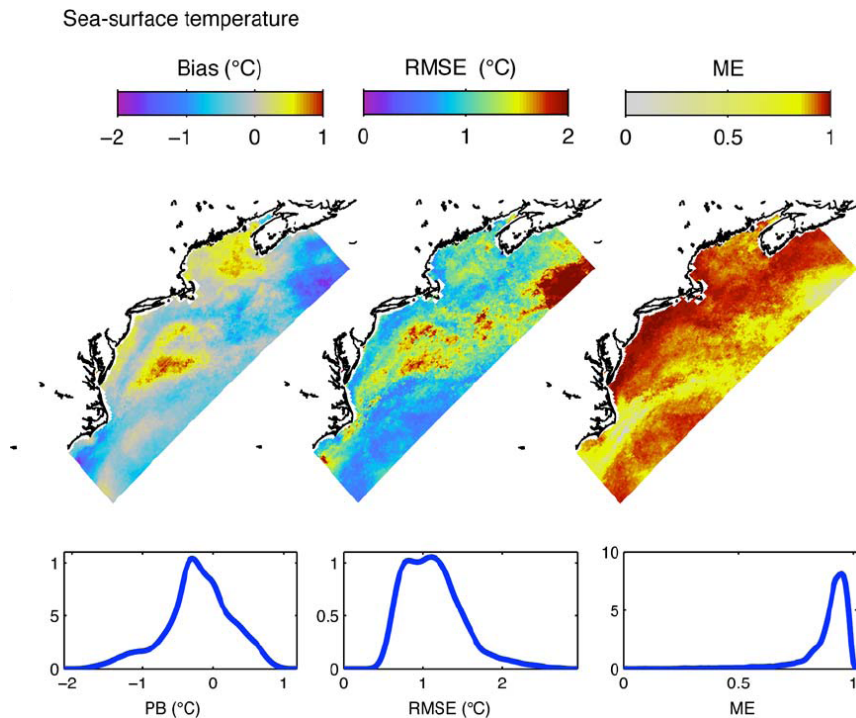 Sea-surface temperature
Bias (°C) RMSE (°C) ME
−2 −1 0 1 0 1 2 0 0.5 1
1 1 10
5 0.5 5
0 0 0
−2 −1 0 1 0 1 2 0 0.5 1
PB (°C) RMSE (°C) ME